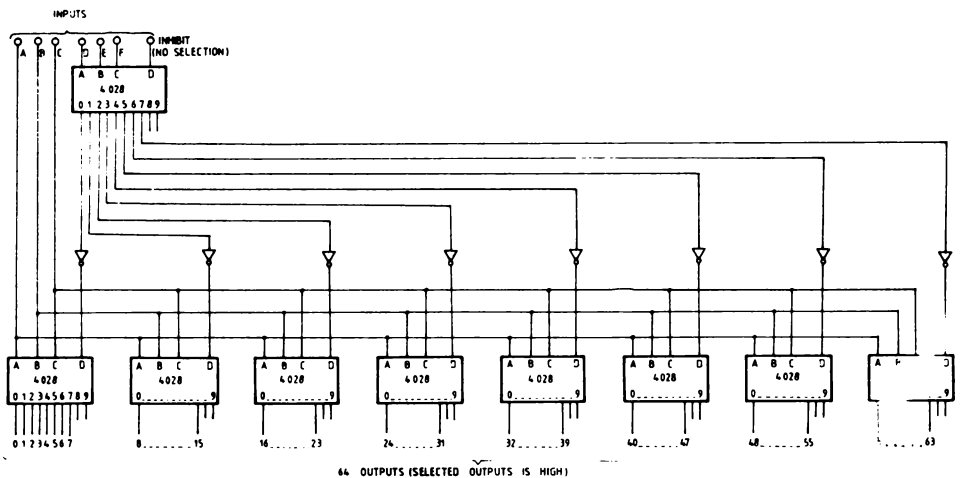 INPUTS
A B C D E F INHIBIT
(NO SELECTION)
A B C D
4028
0 1 2 3 4 5 6 7 8 9
A B C D A B C D A B C D A B C D A B C D A B C D A B C D A
4028 4028 4028 4028 4028 4028 4028
0 1 2 3 4 5 6 7 8 9 0 9 0 9 0 9 0 9 0 9 0 9 9
0 1 2 3 4 5 6 7 8 15 16 23 24 31 32 39 40 47 48 55 63
64 OUTPUTS (SELECTED OUTPUTS IS HIGH)